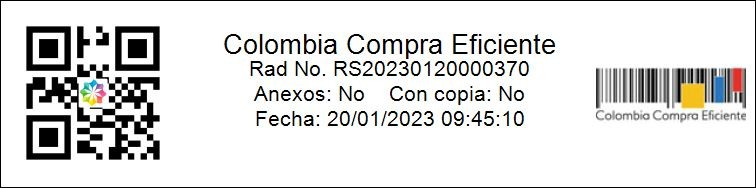 Colombia Compra Eficiente
Rad No. RS20230120000370
Anexos: No    Con copia: No
Fecha: 20/01/2023 09:45:10
Colombia Compra Eficiente